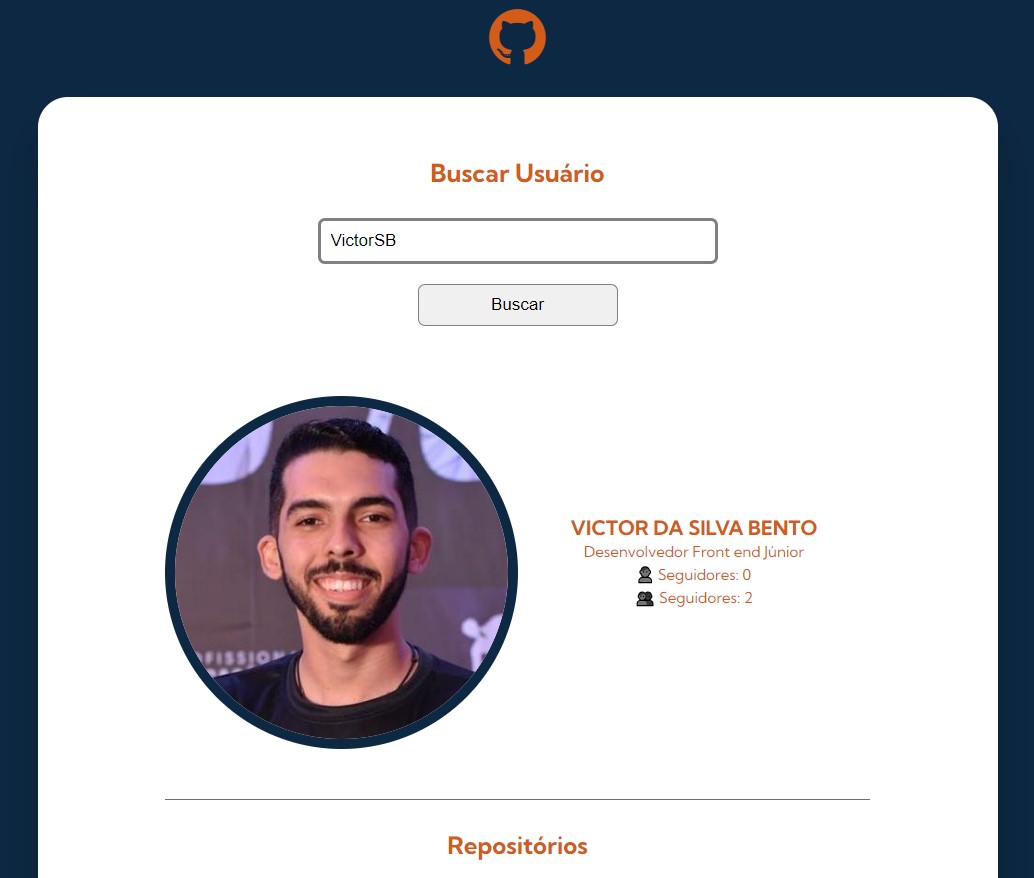 Buscar Usuário
VictorSB
Buscar
VICTOR DA SILVA BENTO
Desenvolvedor Front end Júnior
Seguidores: 0
Seguidores: 2
Repositórios